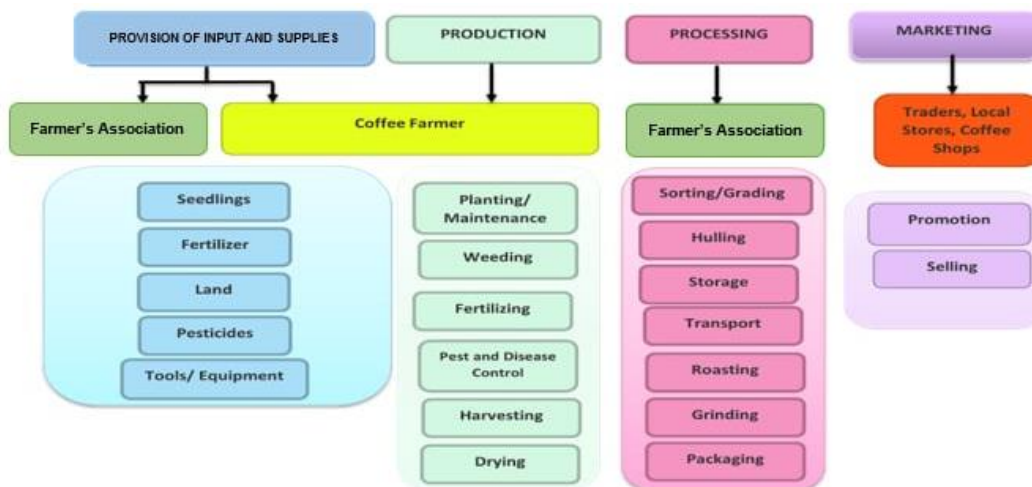 PROVISION OF INPUT AND SUPPLIES
PRODUCTION
PROCESSING
MARKETING
Farmer's Association
Coffee Farmer
Farmer's Association
Traders, Local
Stores, Coffee
Shops
Seedlings
Fertilizer
Land
Pesticides
Tools/ Equipment
Planting/
Maintenance
Weeding
Fertilizing
Pest and Disease
Control
Harvesting
Drying
Sorting/Grading
Hulling
Storage
Transport
Roasting
Grinding
Packaging
Promotion
Selling